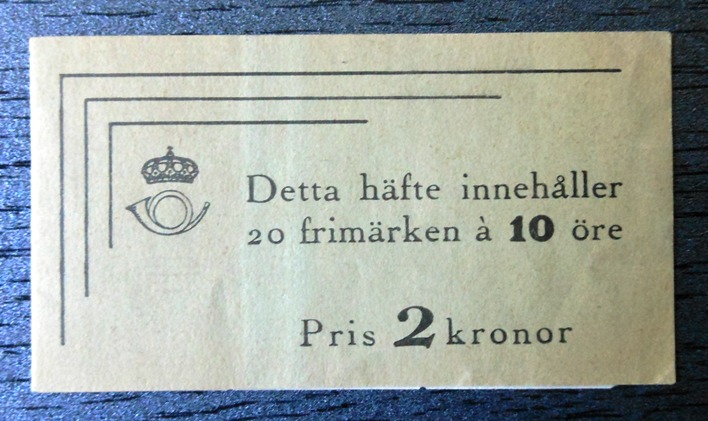 Detta häfte innehåller
20 frimärken à 10 öre
Pris 2 kronor